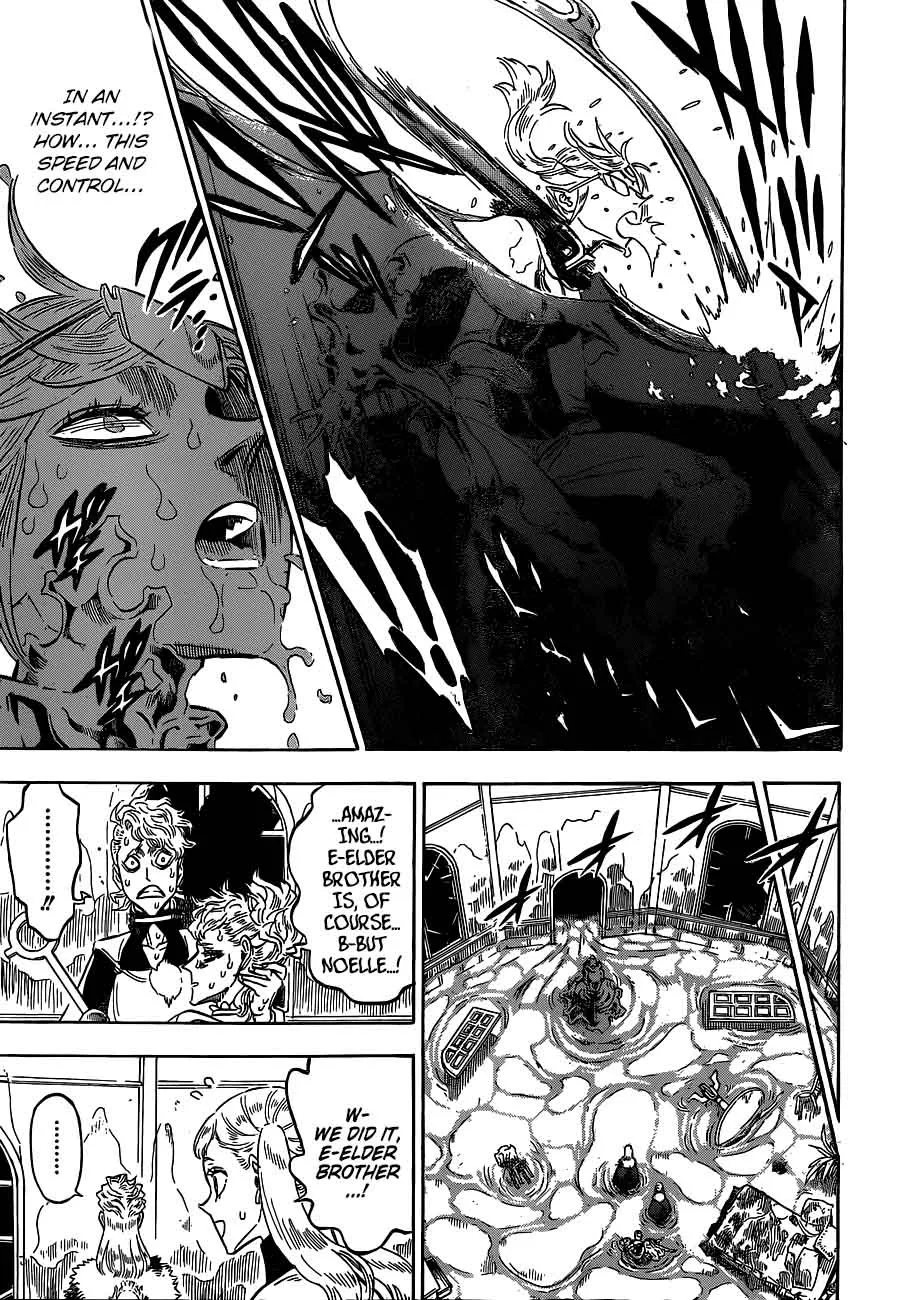 IN AN
INSTANT...!?
HOW... THIS
SPEED AND
CONTROL...
...AMAZ-
ING...!
E-ELDER
BROTHER
IS, OF
COURSE...
B-BUT
NOELLE...!
.........!!
W-
WE DID IT,
E-ELDER
BROTHER
...!
.........